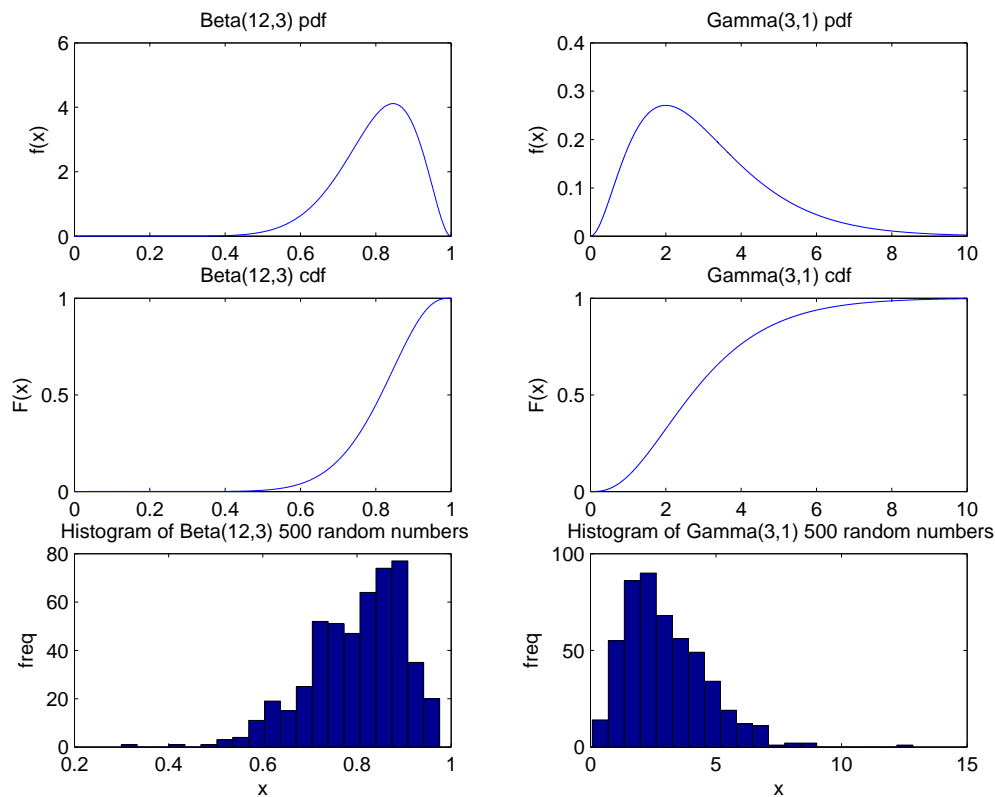 Beta(12,3) pdf
f(x)
6
4
2
0
0 0.2 0.4 0.6 0.8 1
Gamma(3,1) pdf
f(x)
0.4
0.3
0.2
0.1
0
0 2 4 6 8 10
Beta(12,3) cdf
F(x)
1
0.5
0
0 0.2 0.4 0.6 0.8 1
Gamma(3,1) cdf
F(x)
1
0.5
0
0 2 4 6 8 10
Histogram of Beta(12,3) 500 random numbers
freq
80
60
40
20
0
0.2 0.4 0.6 0.8 1
x
Histogram of Gamma(3,1) 500 random numbers
freq
100
50
0
0 5 10 15
x